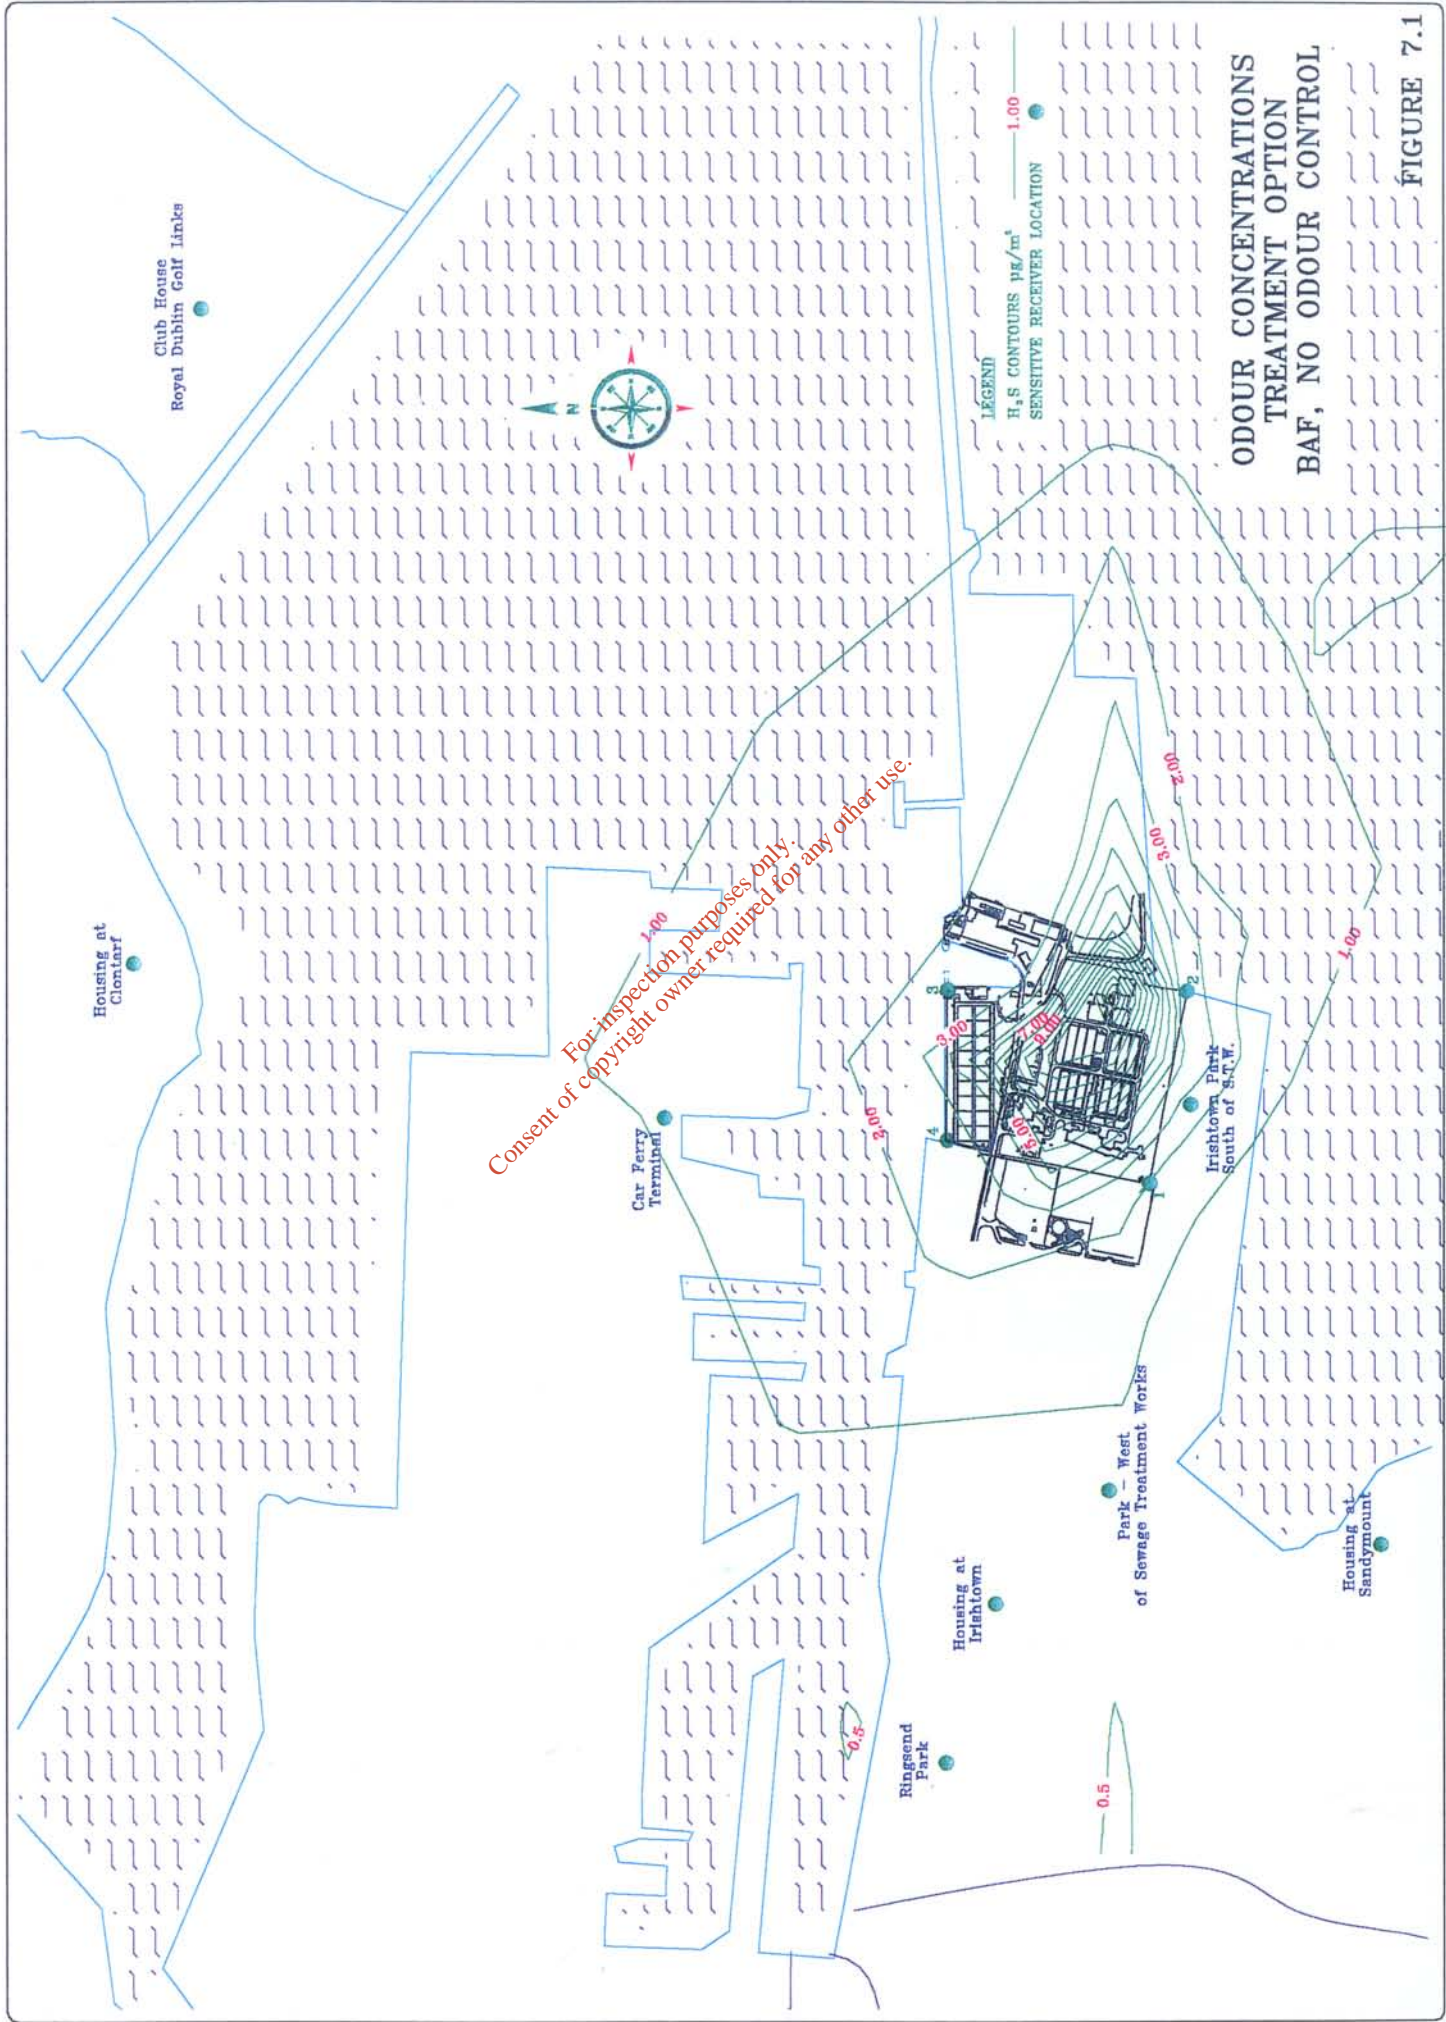 Club House
Royal Dublin Golf Links
Housing at
Clontarf
N
LEGEND
H₂S CONTOURS µg/m³ 1.00
SENSITIVE RECEIVER LOCATION
ODOUR CONCENTRATIONS
TREATMENT OPTION
BAF, NO ODOUR CONTROL
FIGURE 7.1
For inspection purposes only.
Consent of copyright owner required for any other use.
1.00
Car Ferry
Terminal
2.00
3.00
2.00
3.00
7.00
9.00
5.00
1.00
3
4
2
1
Irishtown Park
South of S.T.W.
Park - West
of Sewage Treatment Works
Housing at
Irishtown
Housing at
Sandymount
Ringsend
Park
0.5
0.5